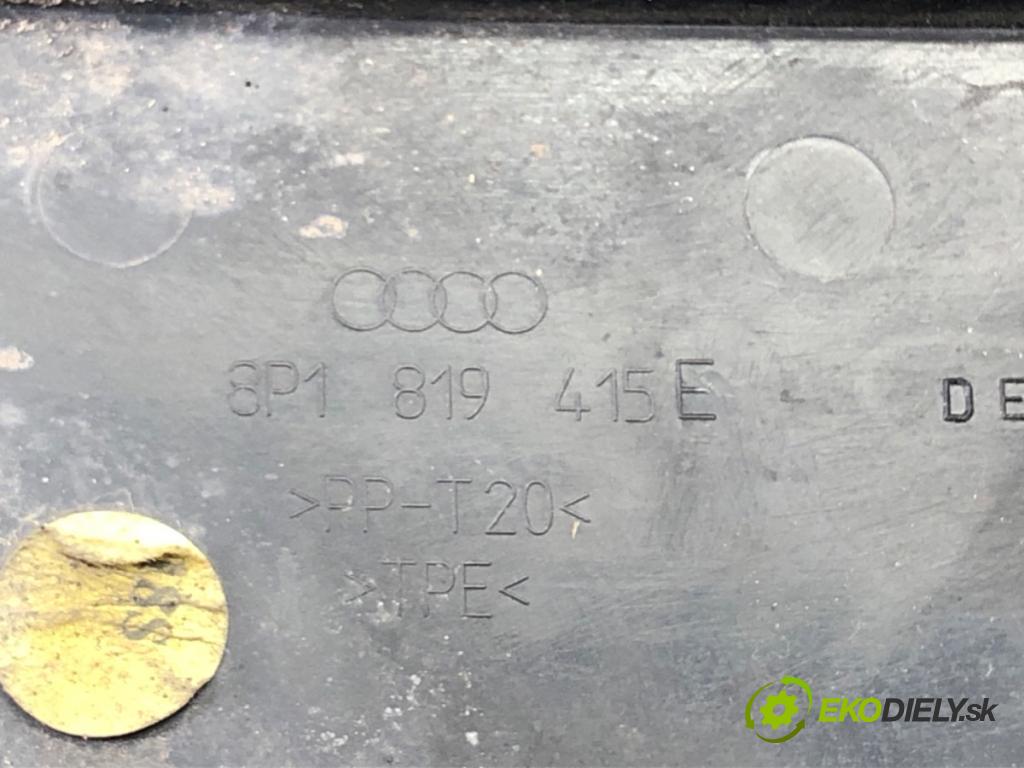 8P1 819 415 E
DE
>PP-T20<
>TPE<
EKODIELY.sk